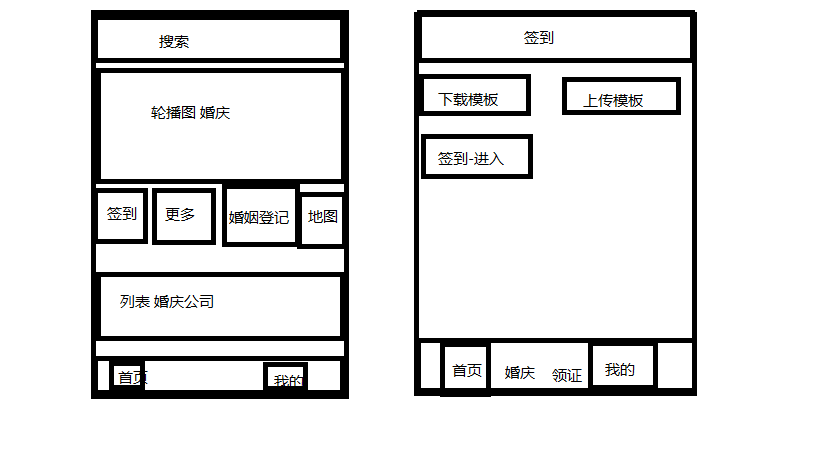 搜索
轮播图 婚庆
签到
更多
婚姻登记
地图
列表 婚庆公司
首页
我的
签到
下载模板
上传模板
签到-进入
首页
婚庆
领证
我的